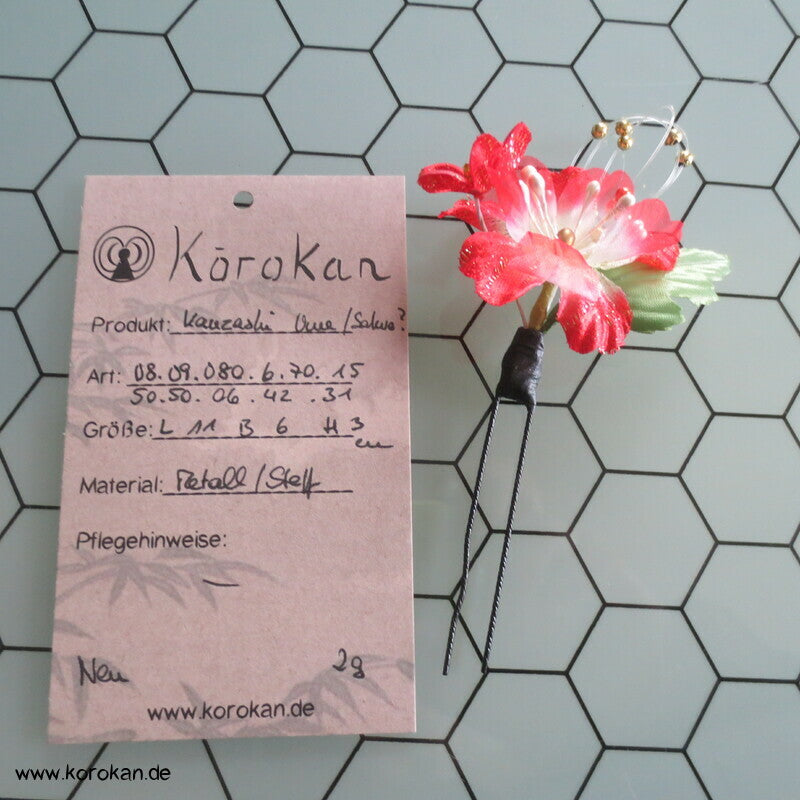 Kōrokan
Produkt: Kanzashi Ume/Sakura?
Art: 08.09.080.6.70.15
50.50.06.42.31
Größe: L 11 B 6 H 3
cm
Material: Metall/Stoff
Pflegehinweise:
—
Neu 2g
www.korokan.de
www.korokan.de